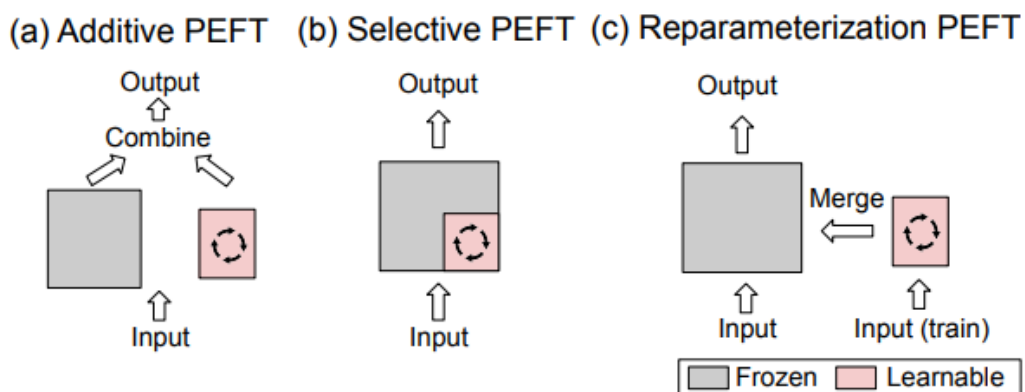 (a) Additive PEFT
Output
Combine
Input
(b) Selective PEFT
Output
Input
(c) Reparameterization PEFT
Output
Merge
Input
Input (train)
Frozen
Learnable